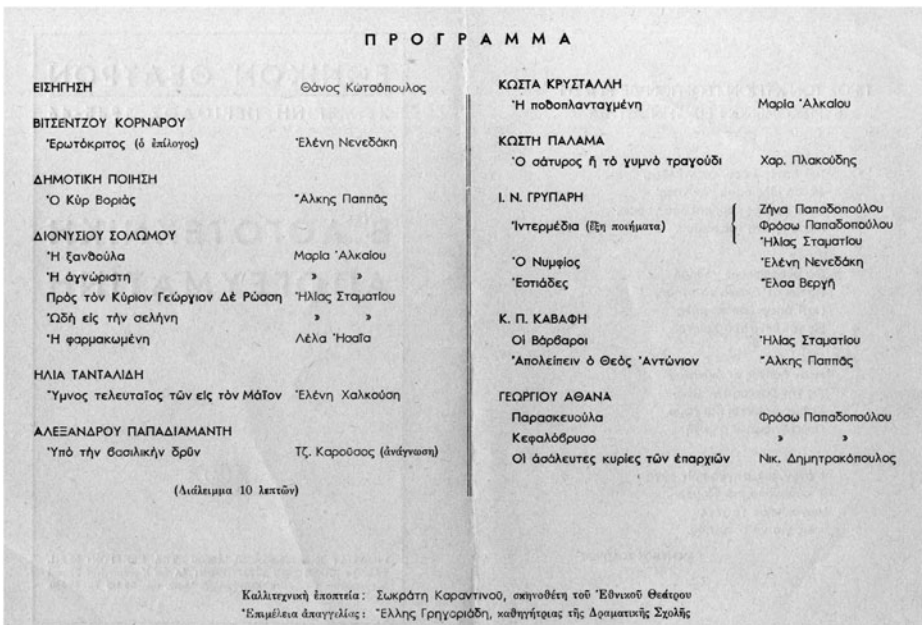 ΠΡΟΓΡΑΜΜΑ
ΕΙΣΗΓΗΣΗ Θάνος Κωτσόπουλος
ΒΙΤΣΕΝΤΖΟΥ ΚΟΡΝΑΡΟΥ
Ἐρωτόκριτος (ὁ ἐπίλογος) Ἑλένη Νενεδάκη
ΔΗΜΟΤΙΚΗ ΠΟΙΗΣΗ
Ὁ Κὺρ Βοριὰς Ἄλκης Παππᾶς
ΔΙΟΝΥΣΙΟΥ ΣΟΛΩΜΟΥ
Ἡ ξανθούλα Μαρία Ἀλκαίου
Ἡ ἀγνώριστη » »
Πρὸς τὸν Κύριον Γεώργιον Δὲ Ρώσση Ἠλίας Σταματίου
Ὠδὴ εἰς τὴν σελήνη » »
Ἡ φαρμακωμένη Λέλα Ἠσαΐα
ΗΛΙΑ ΤΑΝΤΑΛΙΔΗ
Ὕμνος τελευταῖος τῶν εἰς τὸν Μάϊον Ἑλένη Χαλκούση
ΑΛΕΞΑΝΔΡΟΥ ΠΑΠΑΔΙΑΜΑΝΤΗ
Ὑπὸ τὴν βασιλικὴν δρῦν Τζ. Καροῦσος (ἀνάγνωση)
(Διάλειμμα 10 λεπτῶν)
ΚΩΣΤΑ ΚΡΥΣΤΑΛΛΗ
Ἡ ποθοπλανταγμένη Μαρία Ἀλκαίου
ΚΩΣΤΗ ΠΑΛΑΜΑ
Ὁ σάτυρος ἢ τὸ γυμνὸ τραγούδι Χαρ. Πλακούδης
Ι. Ν. ΓΡΥΠΑΡΗ
Ζήνα Παπαδοπούλου
Ἰντερμέδια (ἕξη ποιήματα) Φρόσω Παπαδοπούλου
Ἠλίας Σταματίου
Ὁ Νυμφίος Ἑλένη Νενεδάκη
Ἑστιάδες Ἔλσα Βεργῆ
Κ. Π. ΚΑΒΑΦΗ
Οἱ Βάρβαροι Ἠλίας Σταματίου
Ἀπολείπειν ὁ Θεὸς Ἀντώνιον Ἄλκης Παππᾶς
ΓΕΩΡΓΙΟΥ ΑΘΑΝΑ
Παρασκευούλα Φρόσω Παπαδοπούλου
Κεφαλόβρυσο » »
Οἱ ἀσάλευτες κυρίες τῶν ἐπαρχιῶν Νικ. Δημητρακόπουλος
Καλλιτεχνικὴ ἐποπτεία: Σωκράτη Καραντινοῦ, σκηνοθέτη τοῦ Ἐθνικοῦ Θεάτρου
Ἐπιμέλεια ἀπαγγελίας: Ἕλλης Γρηγοριάδη, καθηγήτριας τῆς Δραματικῆς Σχολῆς